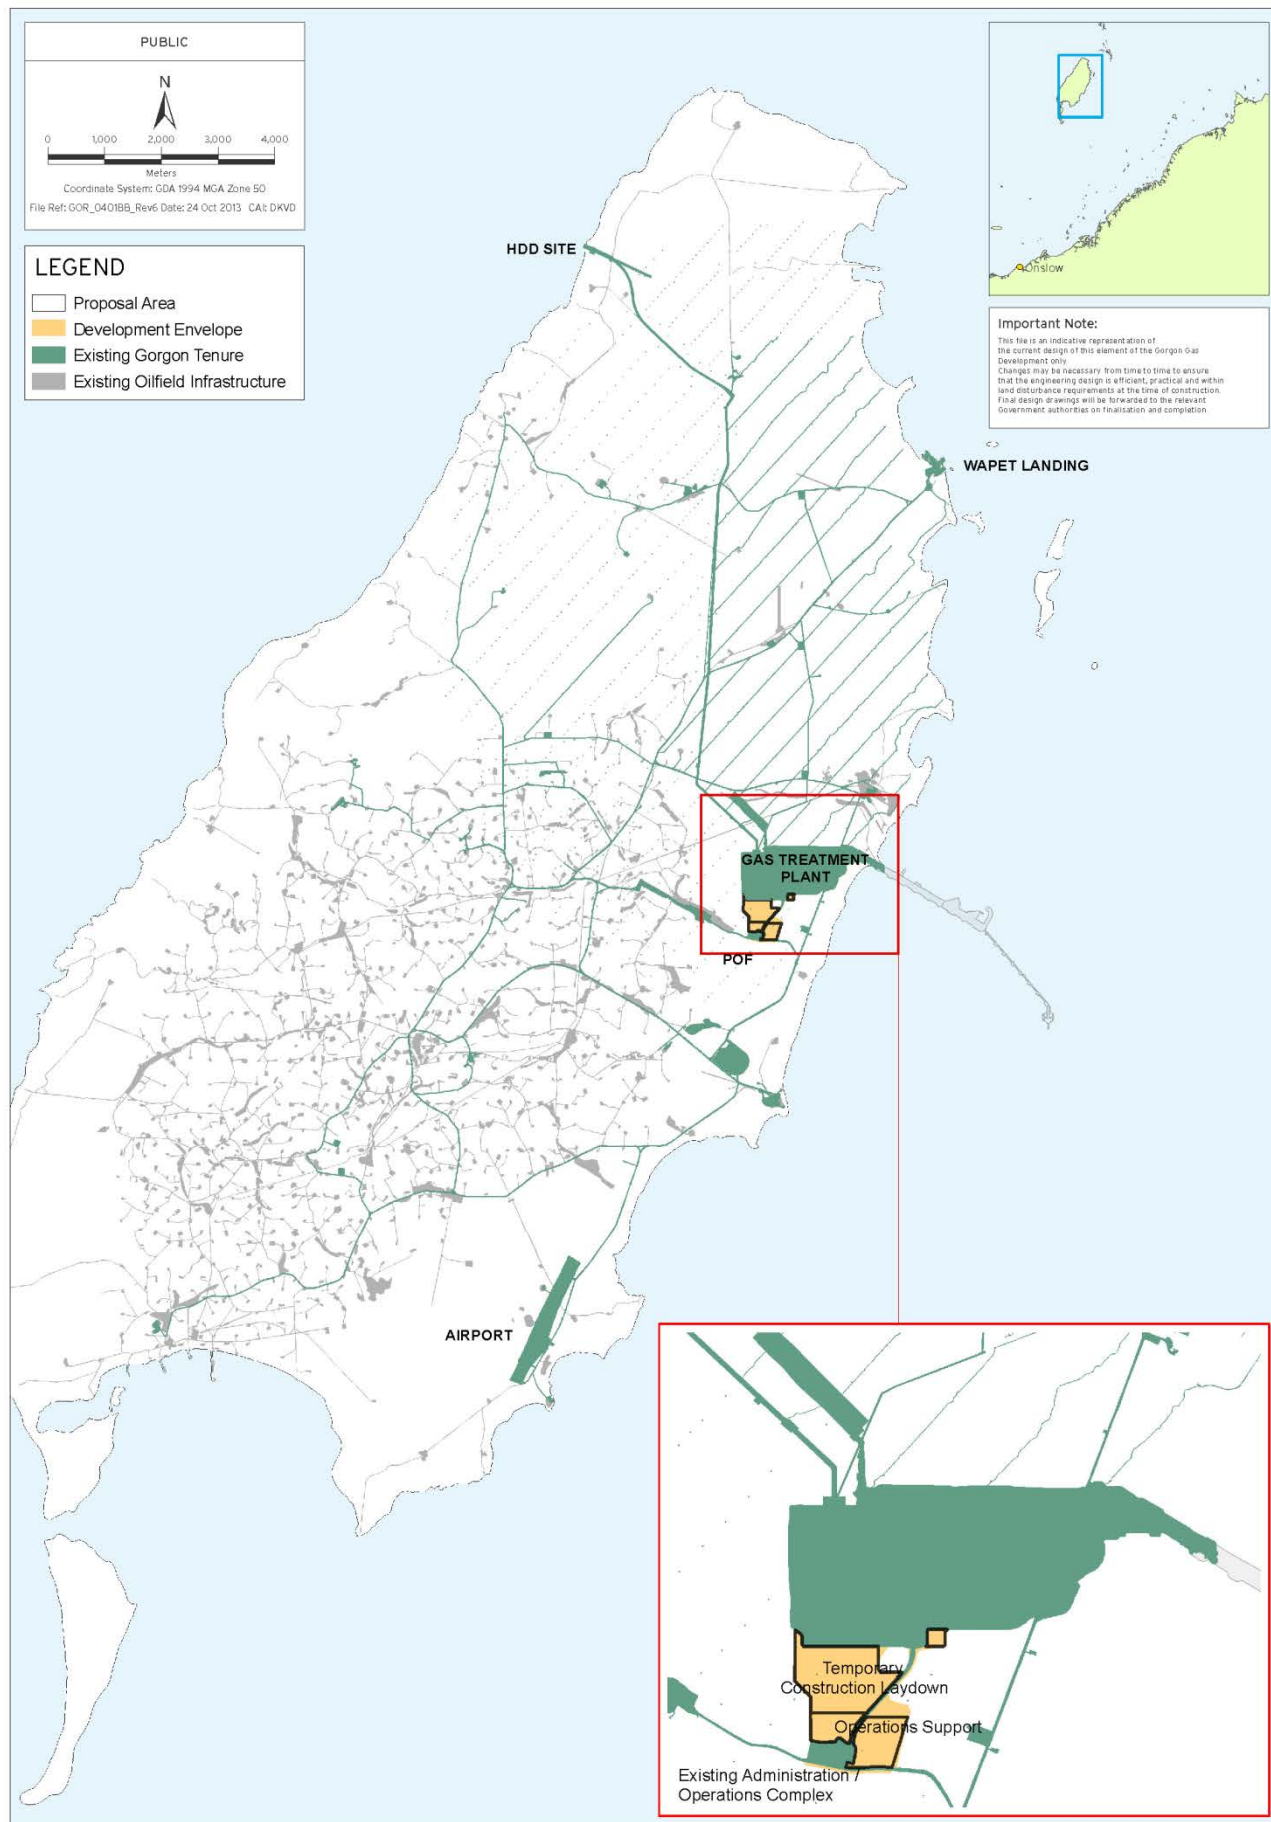 PUBLIC
N
0 1,000 2,000 3,000 4,000
Meters
Coordinate System: GDA 1994 MGA Zone 50
File Ref: GOR_0401BB_Rev6 Date: 24 Oct 2013 CAlt DKVD
LEGEND
Proposal Area
Development Envelope
Existing Gorgon Tenure
Existing Oilfield Infrastructure
Onslow
Important Note:
This file is an indicative representation of
the current design of this element of the Gorgon Gas
Development only.
Changes may be necessary from time to time to ensure
that the engineering design is efficient, practical and within
land disturbance requirements at the time of construction.
Final design drawings will be forwarded to the relevant
Government authorities on finalisation and completion
HDD SITE
WAPET LANDING
GAS TREATMENT
PLANT
POF
AIRPORT
Temporary
Construction Laydown
Operations Support
Existing Administration /
Operations Complex